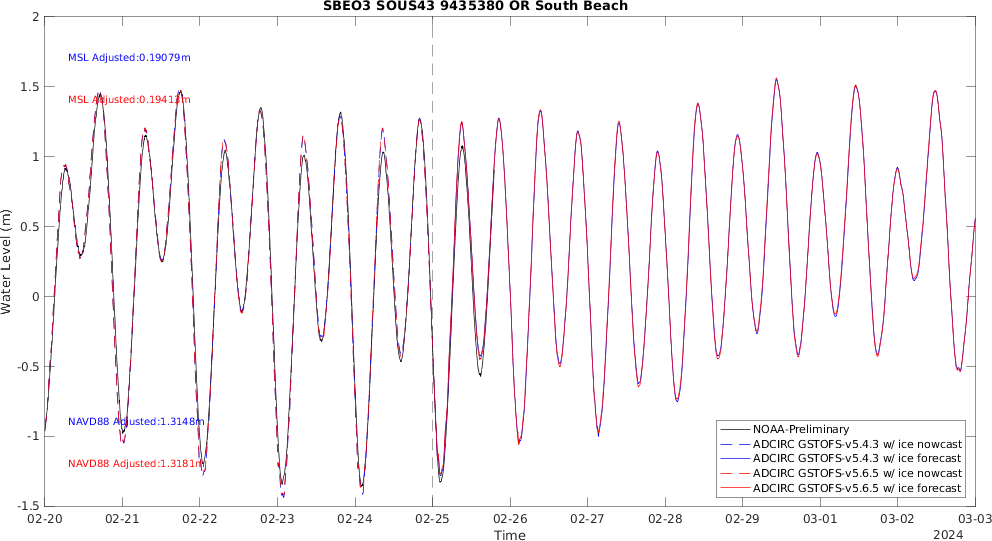 SBEO3 SOUS43 9435380 OR South Beach
2
1.5
1
0.5
0
-0.5
-1
-1.5
Water Level (m)
MSL Adjusted:0.19079m
MSL Adjusted:0.19413m
NAVD88 Adjusted:1.3148m
NAVD88 Adjusted:1.3181m
NOAA-Preliminary
ADCIRC GSTOFS-v5.4.3 w/ ice nowcast
ADCIRC GSTOFS-v5.4.3 w/ ice forecast
ADCIRC GSTOFS-v5.6.5 w/ ice nowcast
ADCIRC GSTOFS-v5.6.5 w/ ice forecast
02-20 02-21 02-22 02-23 02-24 02-25 02-26 02-27 02-28 02-29 03-01 03-02 03-03
Time
2024